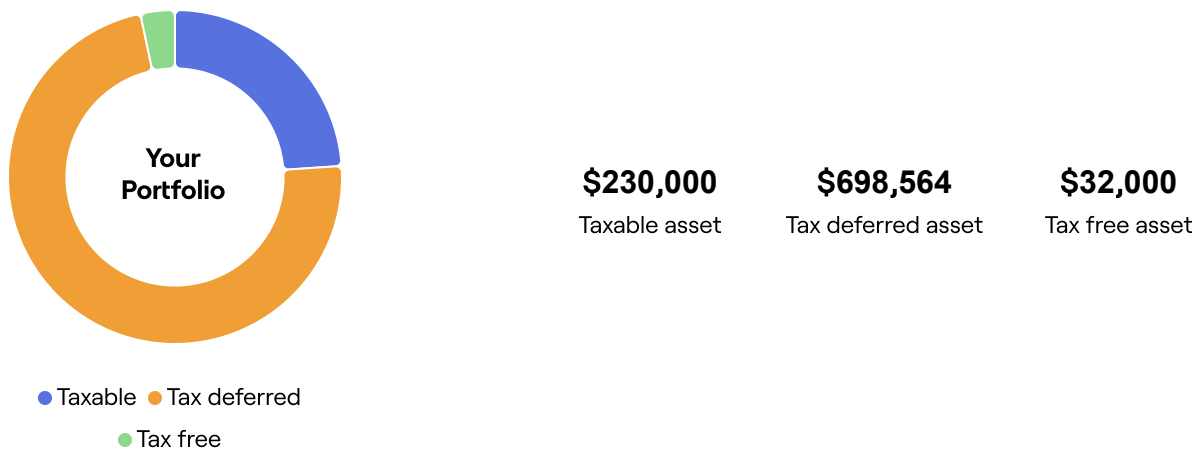 Your
Portfolio
$230,000
Taxable asset
$698,564
Tax deferred asset
$32,000
Tax free asset
Taxable
Tax deferred
Tax free